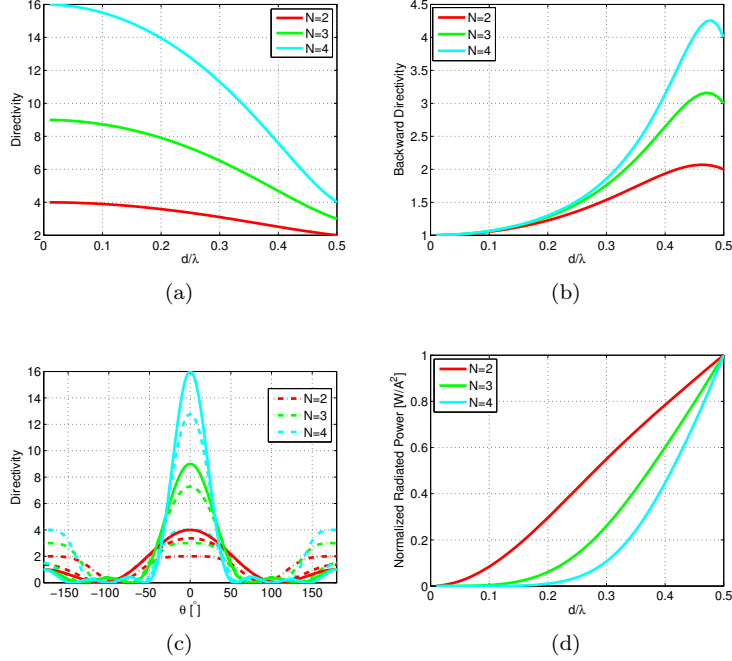 16
14
12
10
8
6
4
2
Directivity
0
0.1
0.2
0.3
0.4
0.5
d/λ
N=2
N=3
N=4
(a)
4.5
4
3.5
3
2.5
2
1.5
1
Backward Directivity
0
0.1
0.2
0.3
0.4
0.5
d/λ
N=2
N=3
N=4
(b)
16
14
12
10
8
6
4
2
0
Directivity
−150
−100
−50
0
50
100
150
θ [°]
N=2
N=3
N=4
(c)
1
0.8
0.6
0.4
0.2
0
Normalized Radiated Power [W/A²]
0
0.1
0.2
0.3
0.4
0.5
d/λ
N=2
N=3
N=4
(d)